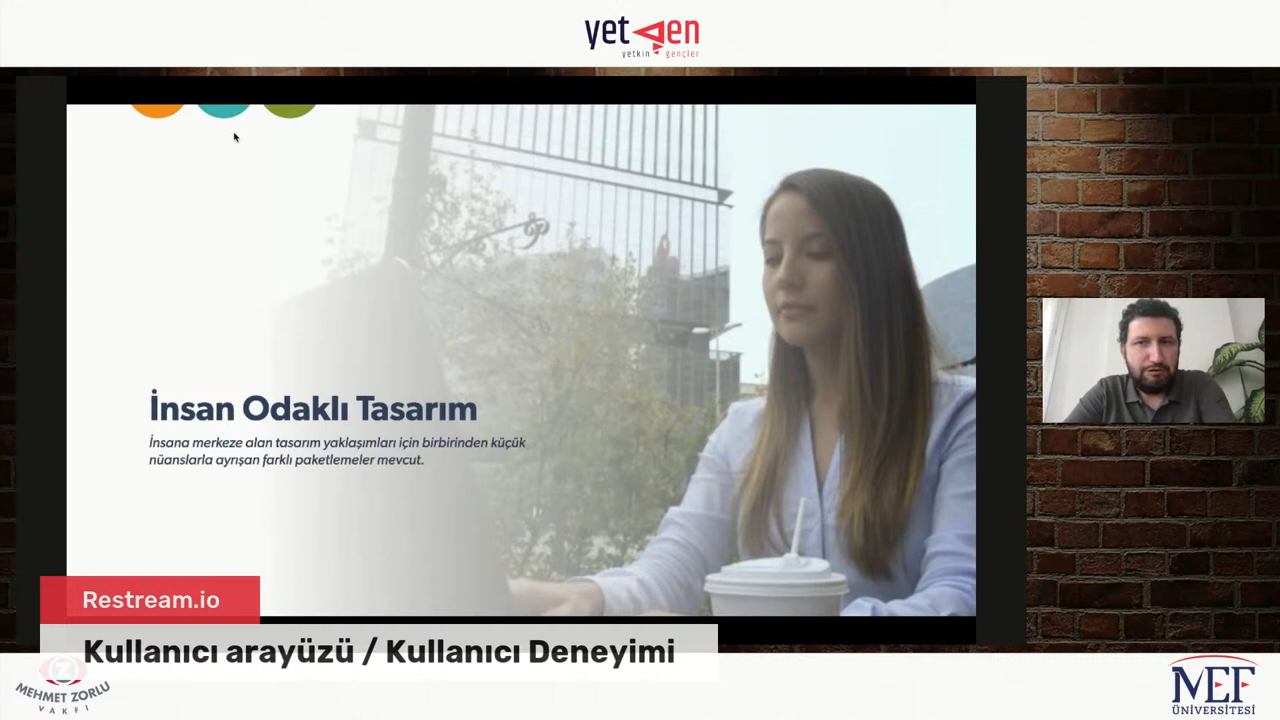 yet gen
yetkin gençler
İnsan Odaklı Tasarım
İnsana merkeze alan tasarım yaklaşımları için birbirinden küçük
nüanslarla ayrışan farklı paketlemeler mevcut.
Restream.io
Kullanıcı arayüzü / Kullanıcı Deneyimi
MEHMET ZORLU
VAKFI
MEF
ÜNİVERSİTESİ